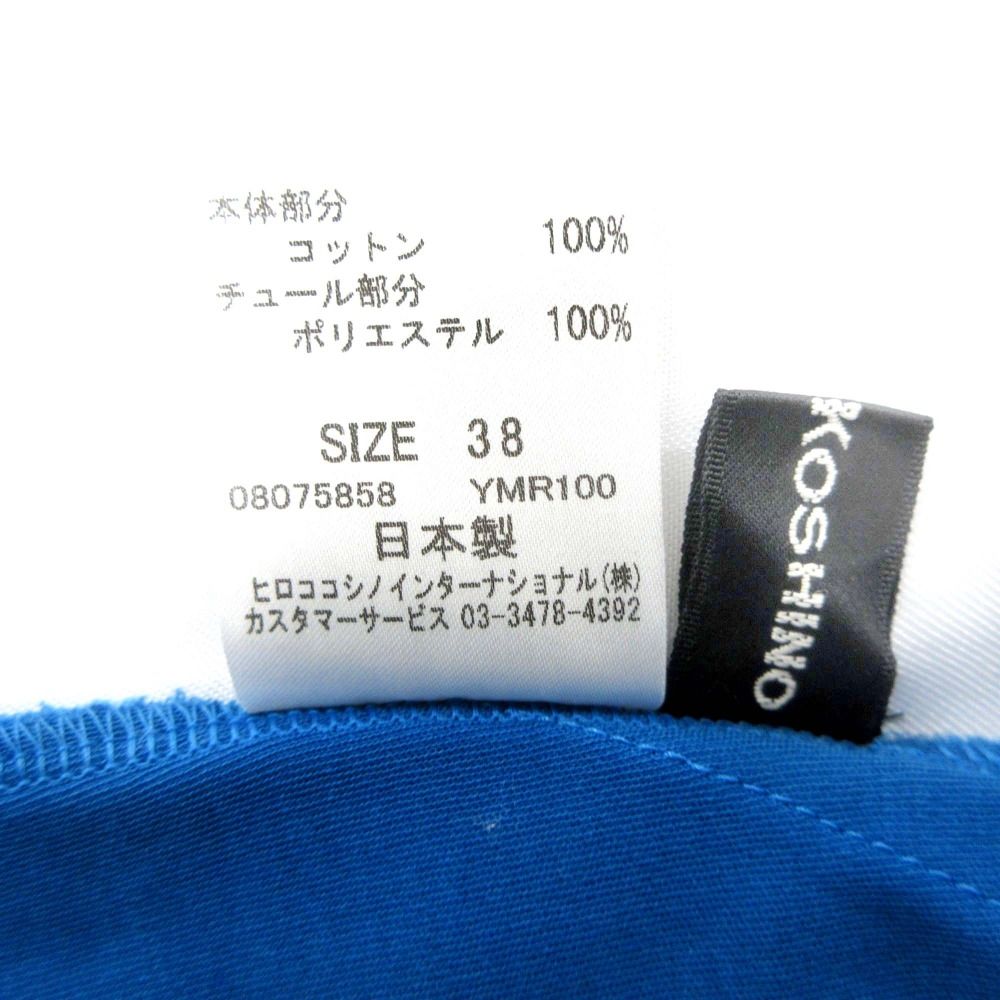 本体部分
コットン 100%
チュール部分
ポリエステル 100%
SIZE 38
08075858 YMR100
日本製
ヒロココシノインターナショナル(株)
カスタマーサービス 03-3478-4392
KOSHINO